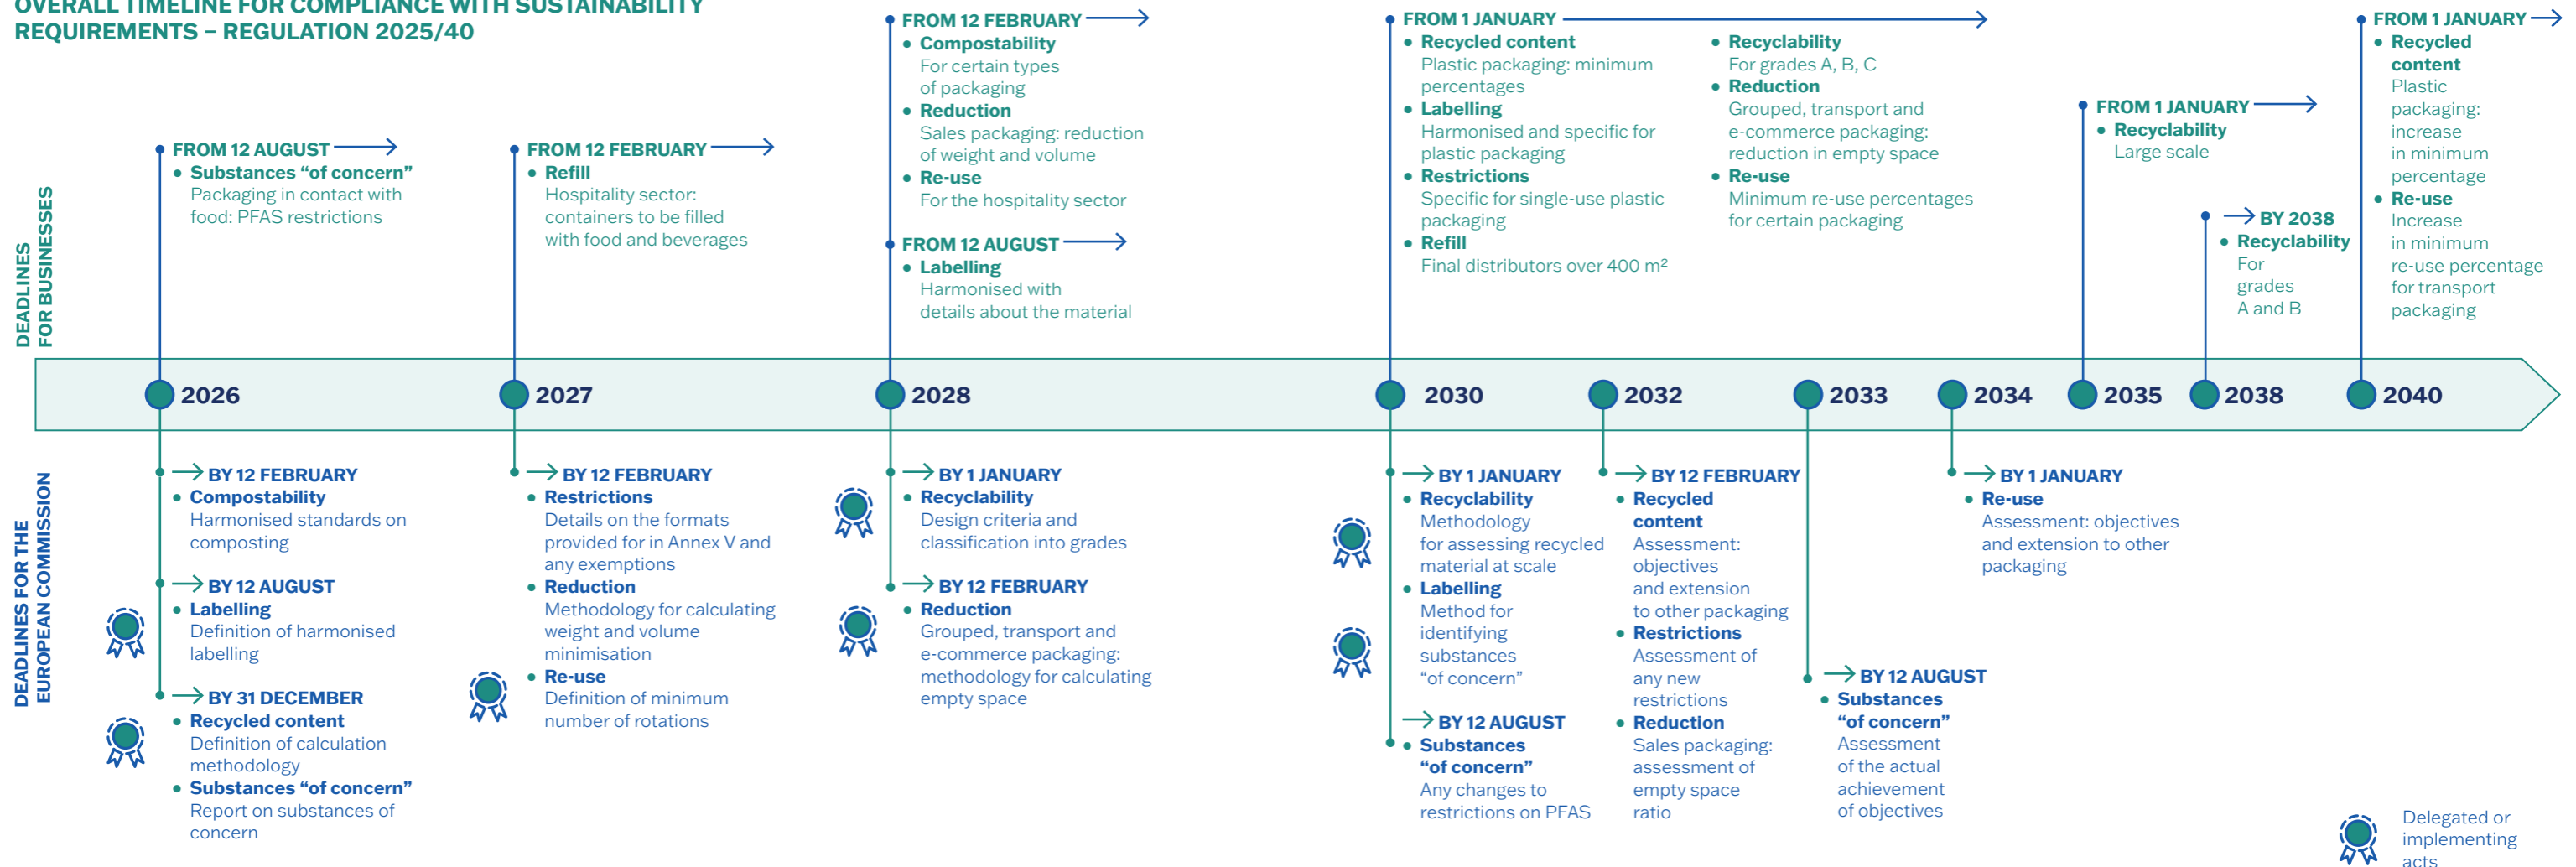 OVERALL TIMELINE FOR COMPLIANCE WITH SUSTAINABILITY
REQUIREMENTS – REGULATION 2025/40
DEADLINES
FOR BUSINESSES
FROM 12 AUGUST
• Substances “of concern”
Packaging in contact with
food: PFAS restrictions
FROM 12 FEBRUARY
• Refill
Hospitality sector:
containers to be filled
with food and beverages
FROM 12 FEBRUARY
• Compostability
For certain types
of packaging
• Reduction
Sales packaging: reduction
of weight and volume
• Re-use
For the hospitality sector
FROM 12 AUGUST
• Labelling
Harmonised with
details about the material
FROM 1 JANUARY
• Recycled content
Plastic packaging: minimum
percentages
• Labelling
Harmonised and specific for
plastic packaging
• Restrictions
Specific for single-use plastic
packaging
• Refill
Final distributors over 400 m²
• Recyclability
For grades A, B, C
• Reduction
Grouped, transport and
e-commerce packaging:
reduction in empty space
• Re-use
Minimum re-use percentages
for certain packaging
FROM 1 JANUARY
• Recyclability
Large scale
BY 2038
• Recyclability
For
grades
A and B
FROM 1 JANUARY
• Recycled
content
Plastic
packaging:
increase
in minimum
percentage
• Re-use
Increase
in minimum
re-use percentage
for transport
packaging
2026
2027
2028
2030
2032
2033
2034
2035
2038
2040
DEADLINES FOR THE
EUROPEAN COMMISSION
BY 12 FEBRUARY
• Compostability
Harmonised standards on
composting
BY 12 AUGUST
• Labelling
Definition of harmonised
labelling
BY 31 DECEMBER
• Recycled content
Definition of calculation
methodology
• Substances “of concern”
Report on substances of
concern
BY 12 FEBRUARY
• Restrictions
Details on the formats
provided for in Annex V and
any exemptions
• Reduction
Methodology for calculating
weight and volume
minimisation
• Re-use
Definition of minimum
number of rotations
BY 1 JANUARY
• Recyclability
Design criteria and
classification into grades
BY 12 FEBRUARY
• Reduction
Grouped, transport and
e-commerce packaging:
methodology for calculating
empty space
BY 1 JANUARY
• Recyclability
Methodology
for assessing recycled
material at scale
• Labelling
Method for
identifying
substances
“of concern”
BY 12 AUGUST
• Substances
“of concern”
Any changes to
restrictions on PFAS
BY 12 FEBRUARY
• Recycled
content
Assessment:
objectives
and extension
to other packaging
• Restrictions
Assessment of
any new
restrictions
• Reduction
Sales packaging:
assessment of
empty space
ratio
BY 12 AUGUST
• Substances
“of concern”
Assessment
of the actual
achievement
of objectives
BY 1 JANUARY
• Re-use
Assessment: objectives
and extension to other
packaging
Delegated or
implementing
acts